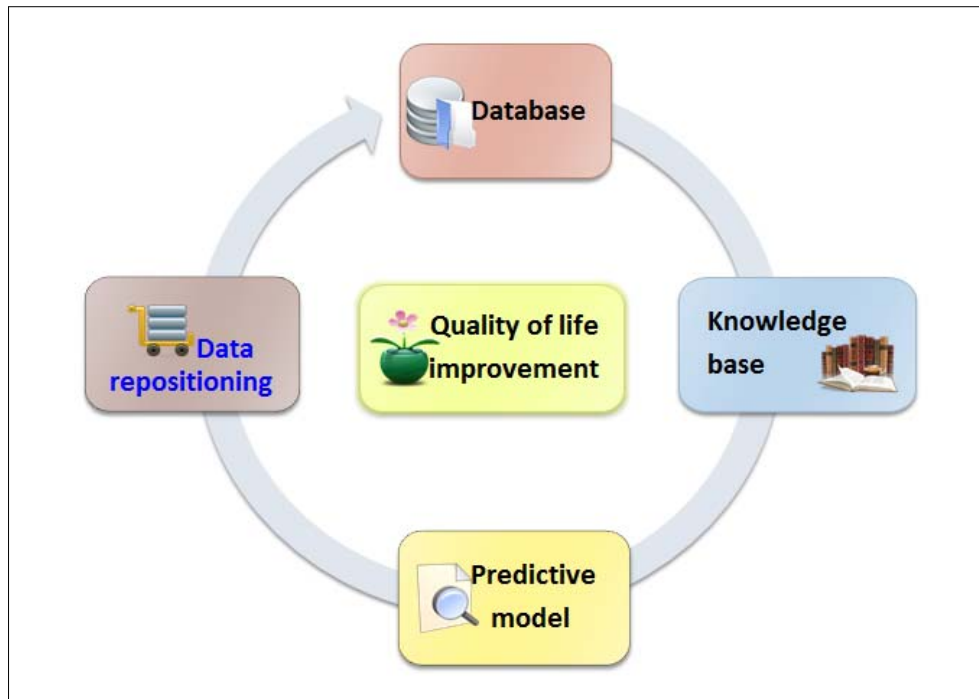 Database
Quality of life
improvement
Knowledge
base
Data
repositioning
Predictive
model